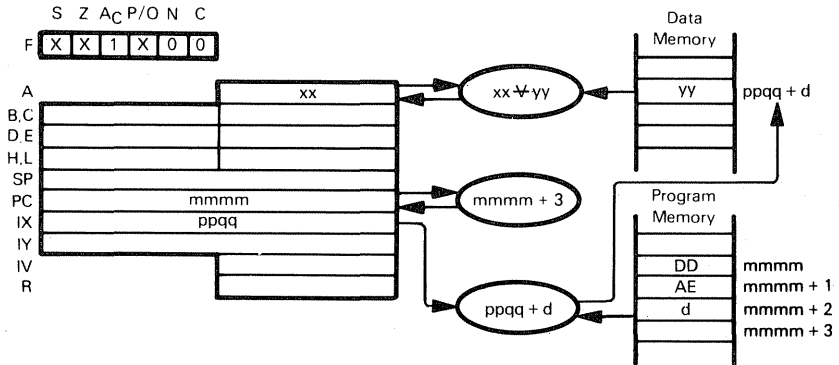 S Z AC P/O N C
F X X 1 X 0 0
Data
Memory
A xx
xx ⊻ yy
yy
ppqq + d
B,C
D,E
H,L
SP
PC mmmm
mmmm + 3
IX ppqq
IY
IV
R
ppqq + d
Program
Memory
DD mmmm
AE mmmm + 1
d mmmm + 2
mmmm + 3